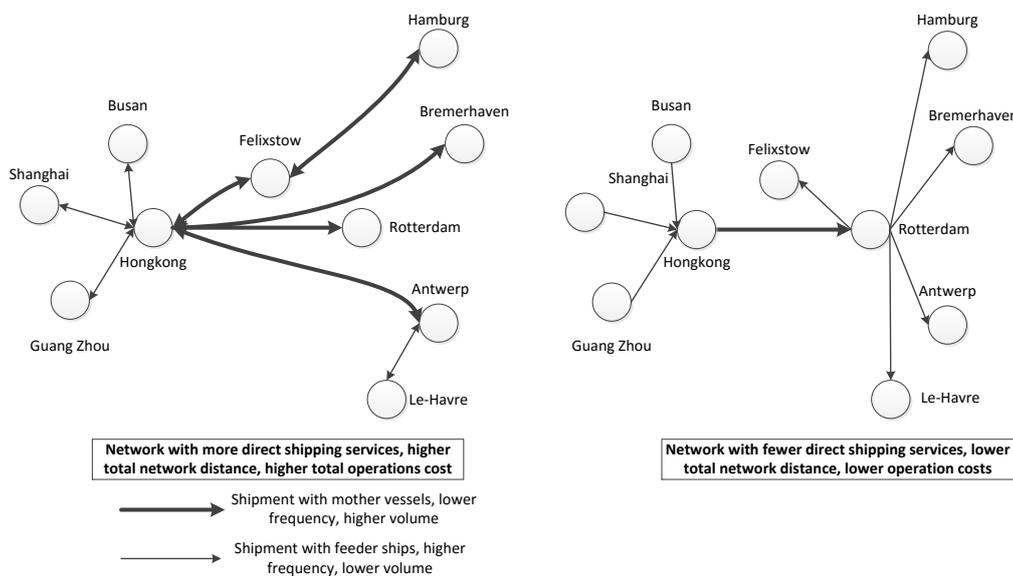 Hamburg
Busan
Bremerhaven
Felixstow
Shanghai
Rotterdam
Hongkong
Antwerp
Guang Zhou
Le-Havre
Network with more direct shipping services, higher
total network distance, higher total operations cost
Shipment with mother vessels, lower
frequency, higher volume
Shipment with feeder ships, higher
frequency, lower volume
Hamburg
Busan
Bremerhaven
Felixstow
Shanghai
Rotterdam
Hongkong
Antwerp
Guang Zhou
Le-Havre
Network with fewer direct shipping services, lower
total network distance, lower operation costs